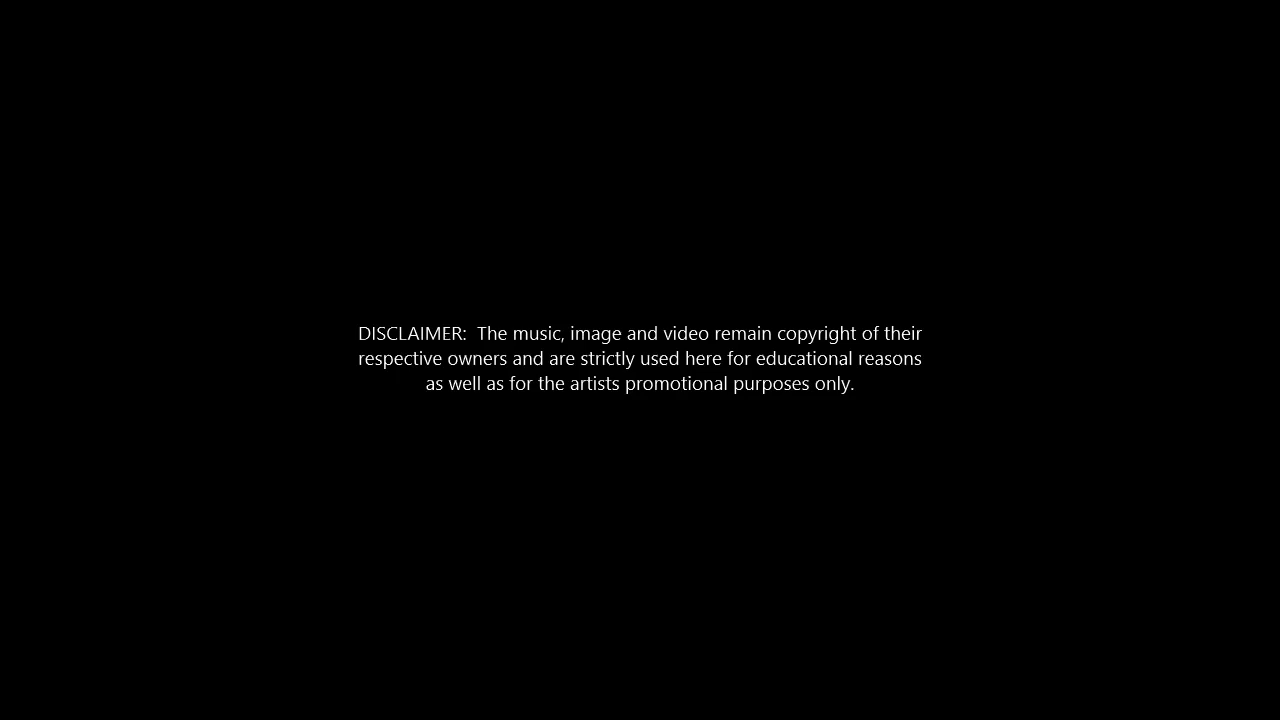 DISCLAIMER:  The music, image and video remain copyright of their
respective owners and are strictly used here for educational reasons
as well as for the artists promotional purposes only.